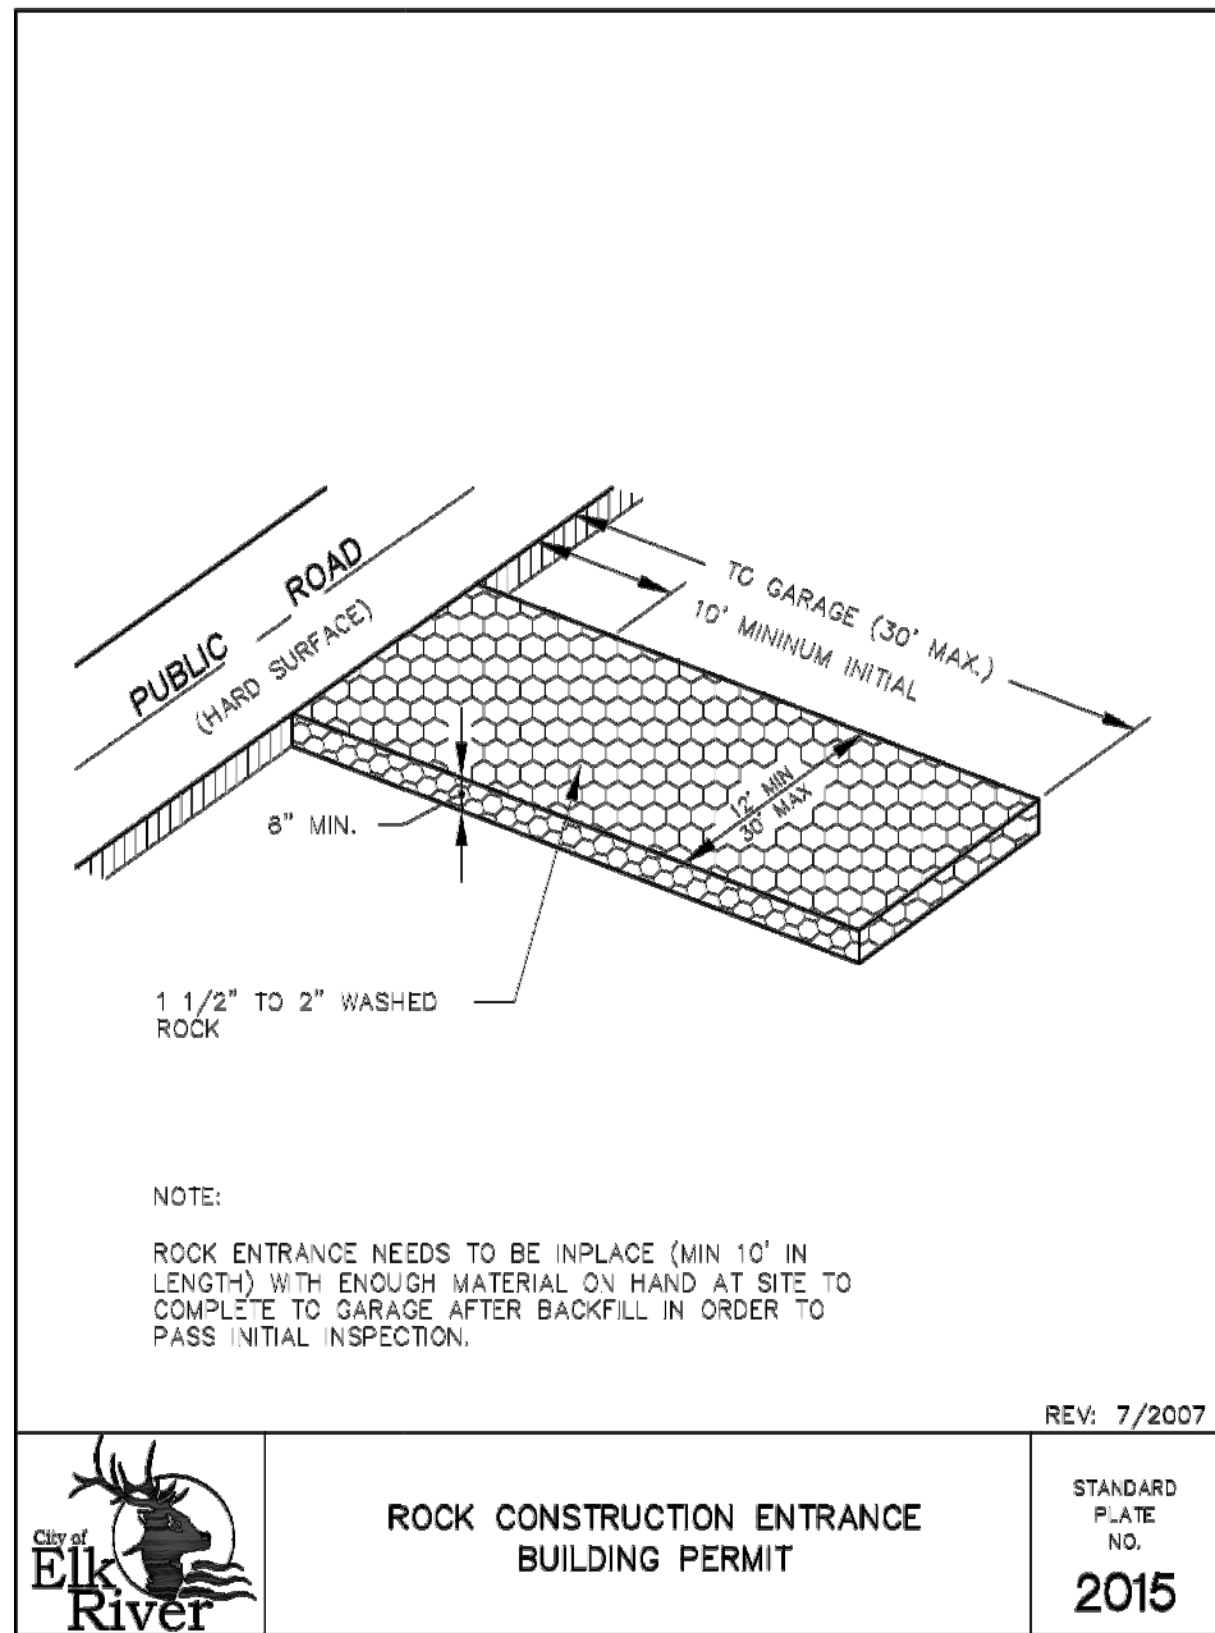 PUBLIC ROAD
(HARD SURFACE)
TO GARAGE (30' MAX.)
10' MININUM INITIAL
12' MIN
30' MAX
6" MIN.
1 1/2" TO 2" WASHED
ROCK
NOTE:
ROCK ENTRANCE NEEDS TO BE INPLACE (MIN 10' IN
LENGTH) WITH ENOUGH MATERIAL ON HAND AT SITE TO
COMPLETE TO GARAGE AFTER BACKFILL IN ORDER TO
PASS INITIAL INSPECTION.
REV: 7/2007
City of
Elk
River
ROCK CONSTRUCTION ENTRANCE
BUILDING PERMIT
STANDARD
PLATE
NO.
2015